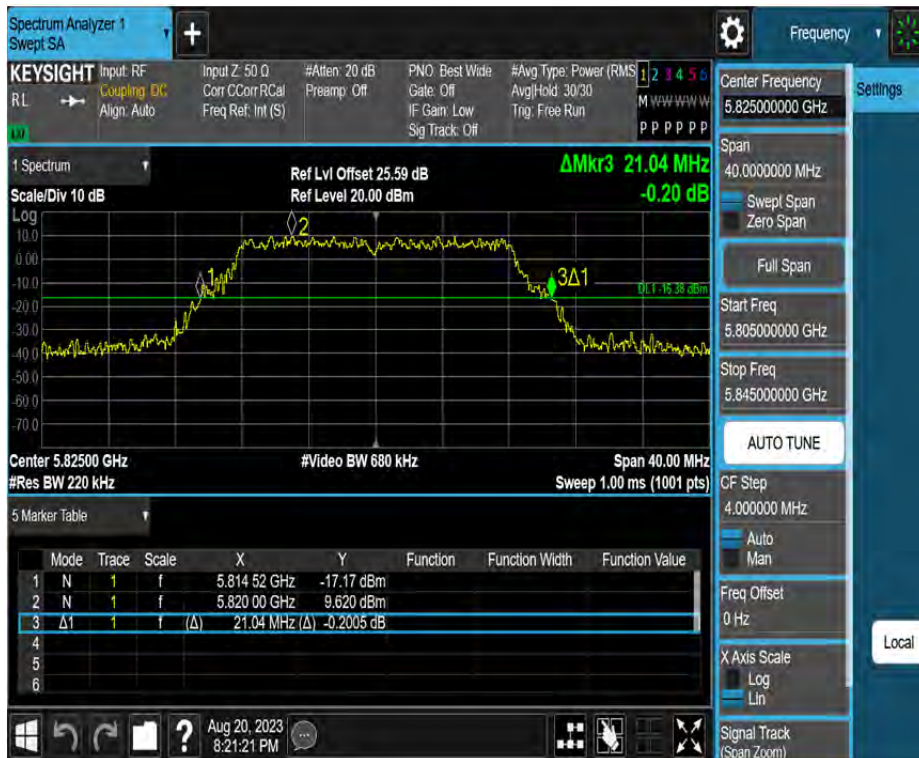 Spectrum Analyzer 1
Swept SA
+
Frequency
KEYSIGHT
RL
Input: RF
Coupling: DC
Align: Auto
Input Z: 50 Ω
Corr CCorr RCal
Freq Ref: Int (S)
#Atten: 20 dB
Preamp: Off
PNO: Best Wide
Gate: Off
IF Gain: Low
Sig Track: Off
#Avg Type: Power (RMS
Avg|Hold: 30/30
Trig: Free Run
1 2 3 4 5 6
M W W W W W
P P P P P P
1 Spectrum
Scale/Div 10 dB
Log
Ref Lvl Offset 25.59 dB
Ref Level 20.00 dBm
ΔMkr3 21.04 MHz
-0.20 dB
10.0
0.00
-10.0
-20.0
-30.0
-40.0
-50.0
-60.0
-70.0
1
2
3Δ1
DL1 -16.38 dBm
Center 5.82500 GHz
#Res BW 220 kHz
#Video BW 680 kHz
Span 40.00 MHz
Sweep 1.00 ms (1001 pts)
5 Marker Table
Mode Trace Scale X Y Function Function Width Function Value
1 N 1 f 5.814 52 GHz -17.17 dBm
2 N 1 f 5.820 00 GHz 9.620 dBm
3 Δ1 1 f (Δ) 21.04 MHz (Δ) -0.2005 dB
4
5
6
?
Aug 20, 2023
8:21:21 PM
Center Frequency
5.825000000 GHz
Span
40.0000000 MHz
Swept Span
Zero Span
Full Span
Start Freq
5.805000000 GHz
Stop Freq
5.845000000 GHz
AUTO TUNE
CF Step
4.000000 MHz
Auto
Man
Freq Offset
0 Hz
X Axis Scale
Log
Lin
Signal Track
(Span Zoom)
Settings
Local